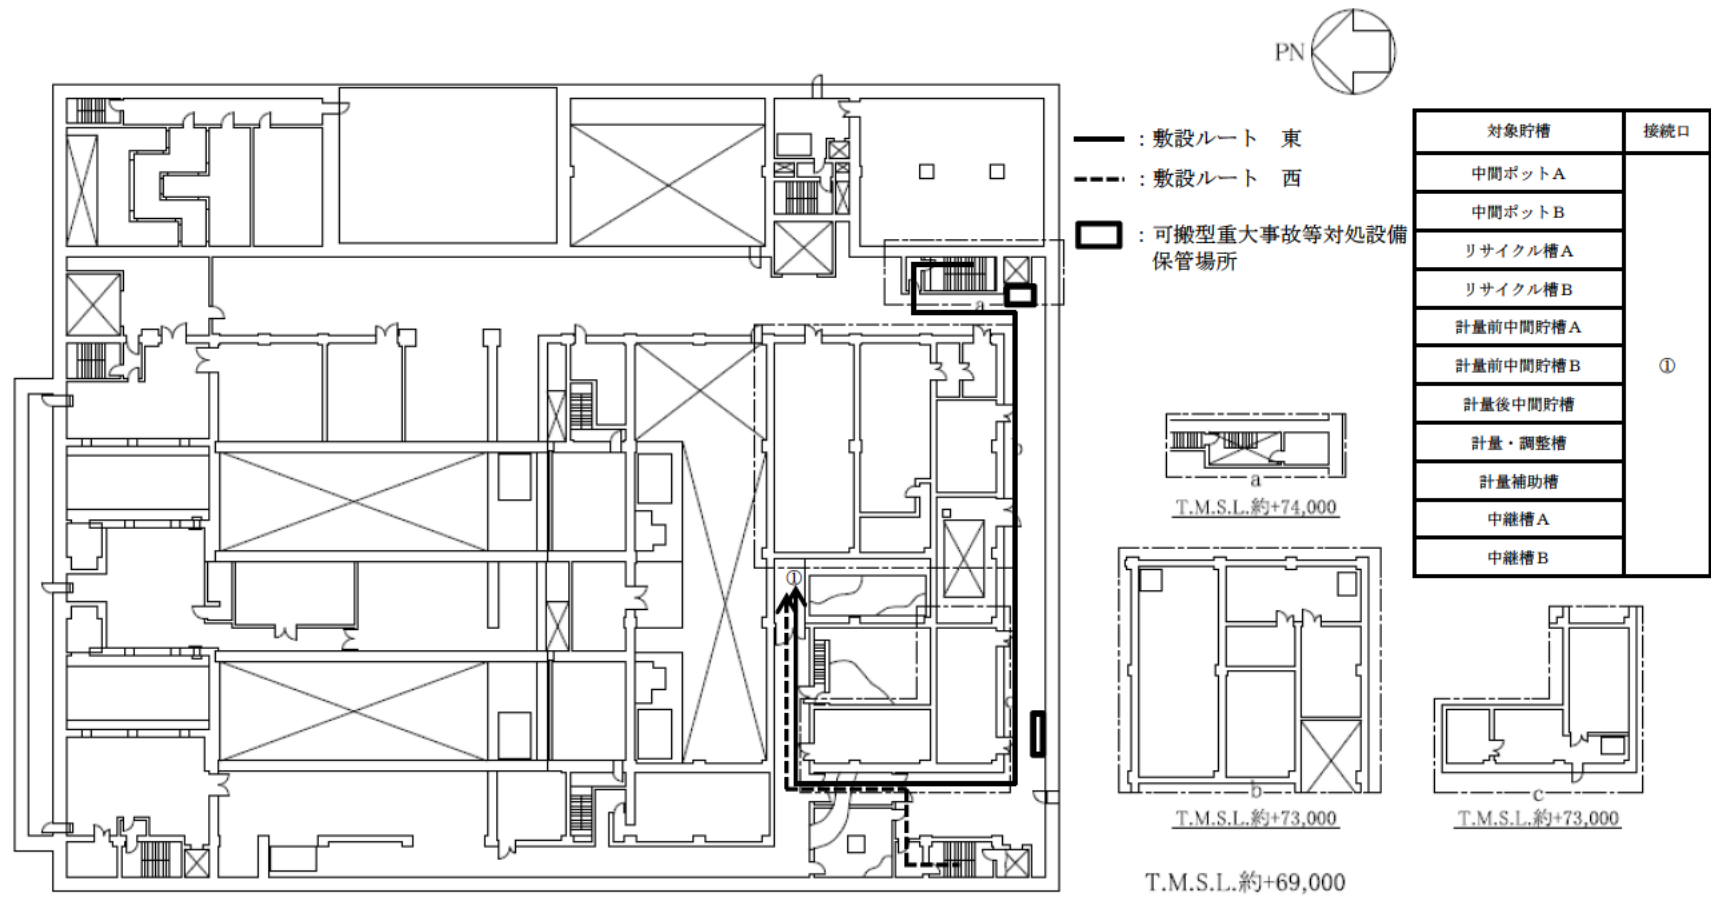 PN
: 敷設ルート 東
: 敷設ルート 西
: 可搬型重大事故等対処設備
保管場所
対象貯槽 接続口
中間ポットA
中間ポットB
リサイクル槽A
リサイクル槽B
計量前中間貯槽A
計量前中間貯槽B ①
計量後中間貯槽
計量・調整槽
計量補助槽
中継槽A
中継槽B
a
①
a
T.M.S.L.約+74,000
b
T.M.S.L.約+73,000
c
T.M.S.L.約+73,000
T.M.S.L.約+69,000